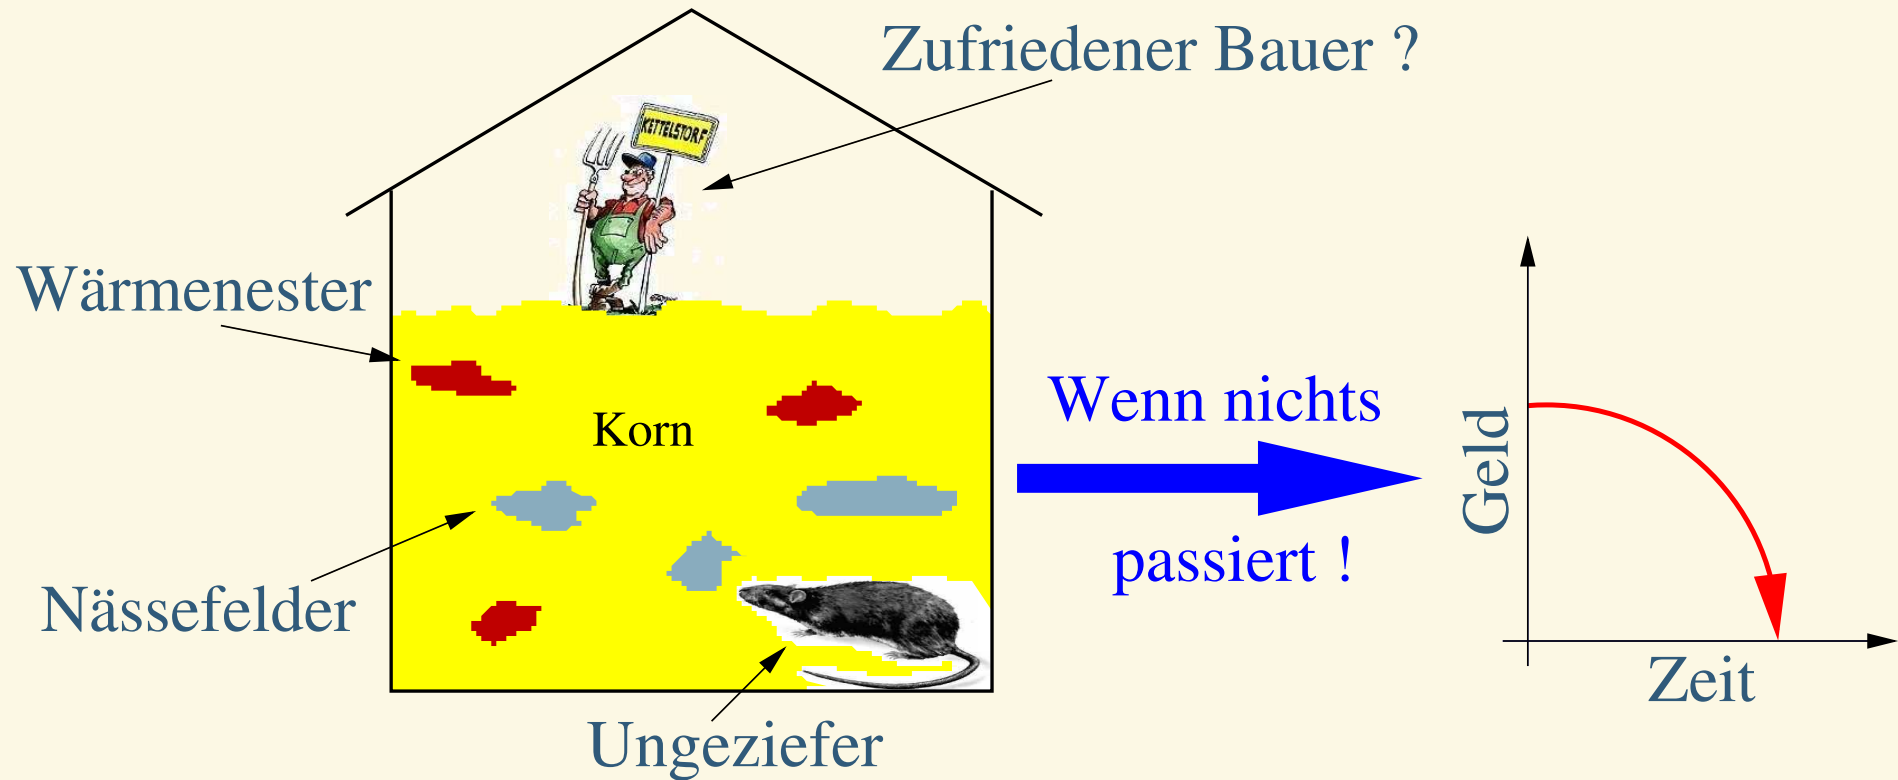 Zufriedener Bauer ?
KETTELSTORF
Wärmenester
Korn
Nässefelder
Ungeziefer
Wenn nichts
passiert !
Geld
Zeit